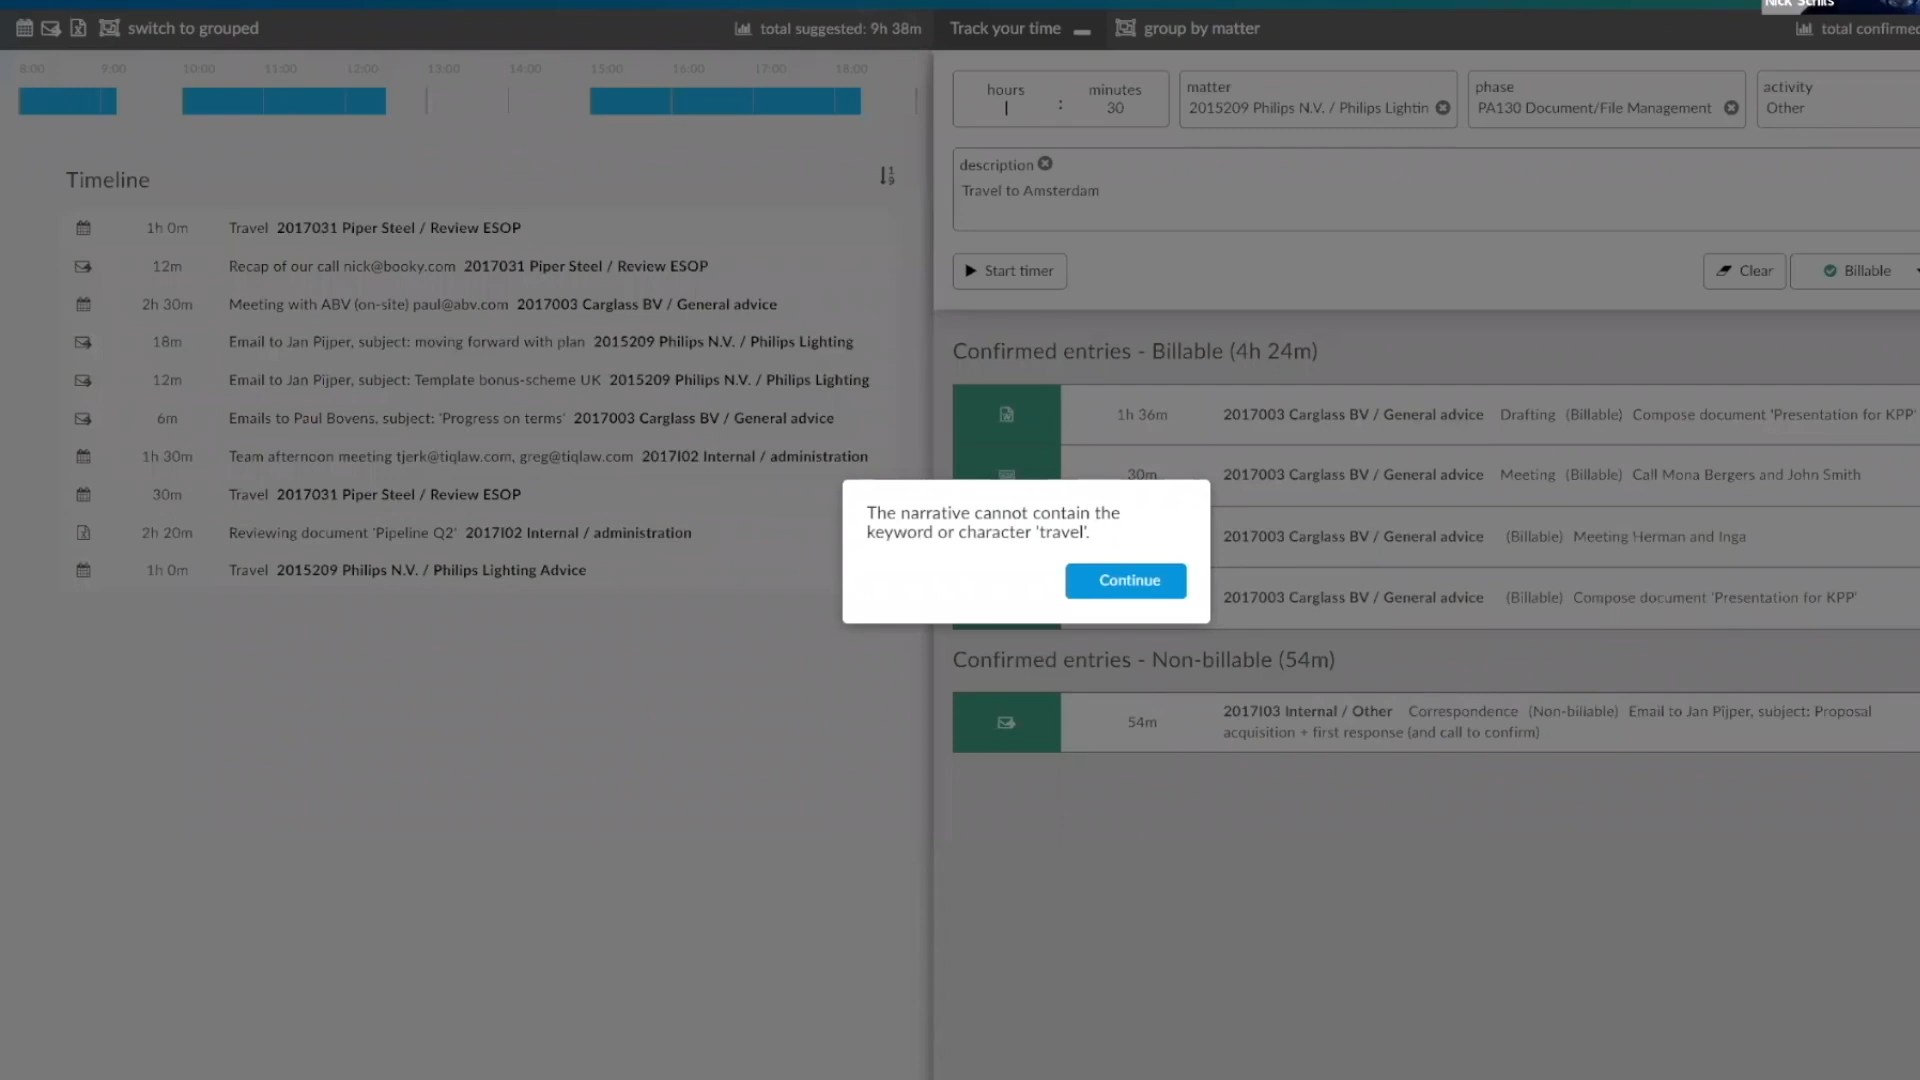 Nick Schils
switch to grouped
total suggested: 9h 38m
Track your time
group by matter
total confirmed
8:00 9:00 10:00 11:00 12:00 13:00 14:00 15:00 16:00 17:00 18:00
hours : minutes
30
matter
2015209 Philips N.V. / Philips Lightin
phase
PA130 Document/File Management
activity
Other
description
Travel to Amsterdam
Start timer
Clear
Billable
Timeline
1h 0m Travel 2017031 Piper Steel / Review ESOP
12m Recap of our call nick@booky.com 2017031 Piper Steel / Review ESOP
2h 30m Meeting with ABV (on-site) paul@abv.com 2017003 Carglass BV / General advice
18m Email to Jan Pijper, subject: moving forward with plan 2015209 Philips N.V. / Philips Lighting
12m Email to Jan Pijper, subject: Template bonus-scheme UK 2015209 Philips N.V. / Philips Lighting
6m Emails to Paul Bovens, subject: 'Progress on terms' 2017003 Carglass BV / General advice
1h 30m Team afternoon meeting tjerk@tiqlaw.com, greg@tiqlaw.com 2017I02 Internal / administration
30m Travel 2017031 Piper Steel / Review ESOP
2h 20m Reviewing document 'Pipeline Q2' 2017I02 Internal / administration
1h 0m Travel 2015209 Philips N.V. / Philips Lighting Advice
Confirmed entries - Billable (4h 24m)
1h 36m 2017003 Carglass BV / General advice Drafting (Billable) Compose document 'Presentation for KPP'
30m 2017003 Carglass BV / General advice Meeting (Billable) Call Mona Bergers and John Smith
2017003 Carglass BV / General advice (Billable) Meeting Herman and Inga
2017003 Carglass BV / General advice (Billable) Compose document 'Presentation for KPP'
The narrative cannot contain the
keyword or character 'travel'.
Continue
Confirmed entries - Non-billable (54m)
54m 2017I03 Internal / Other Correspondence (Non-billable) Email to Jan Pijper, subject: Proposal
acquisition + first response (and call to confirm)